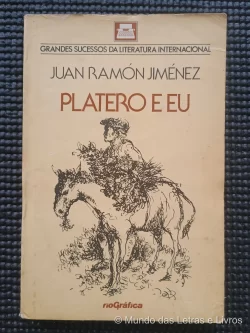 GRANDES SUCESSOS DA LITERATURA INTERNACIONAL
JUAN RAMÓN JIMÉNEZ
PLATERO E EU
rioGráfica
© Mundo das Letras e Livros